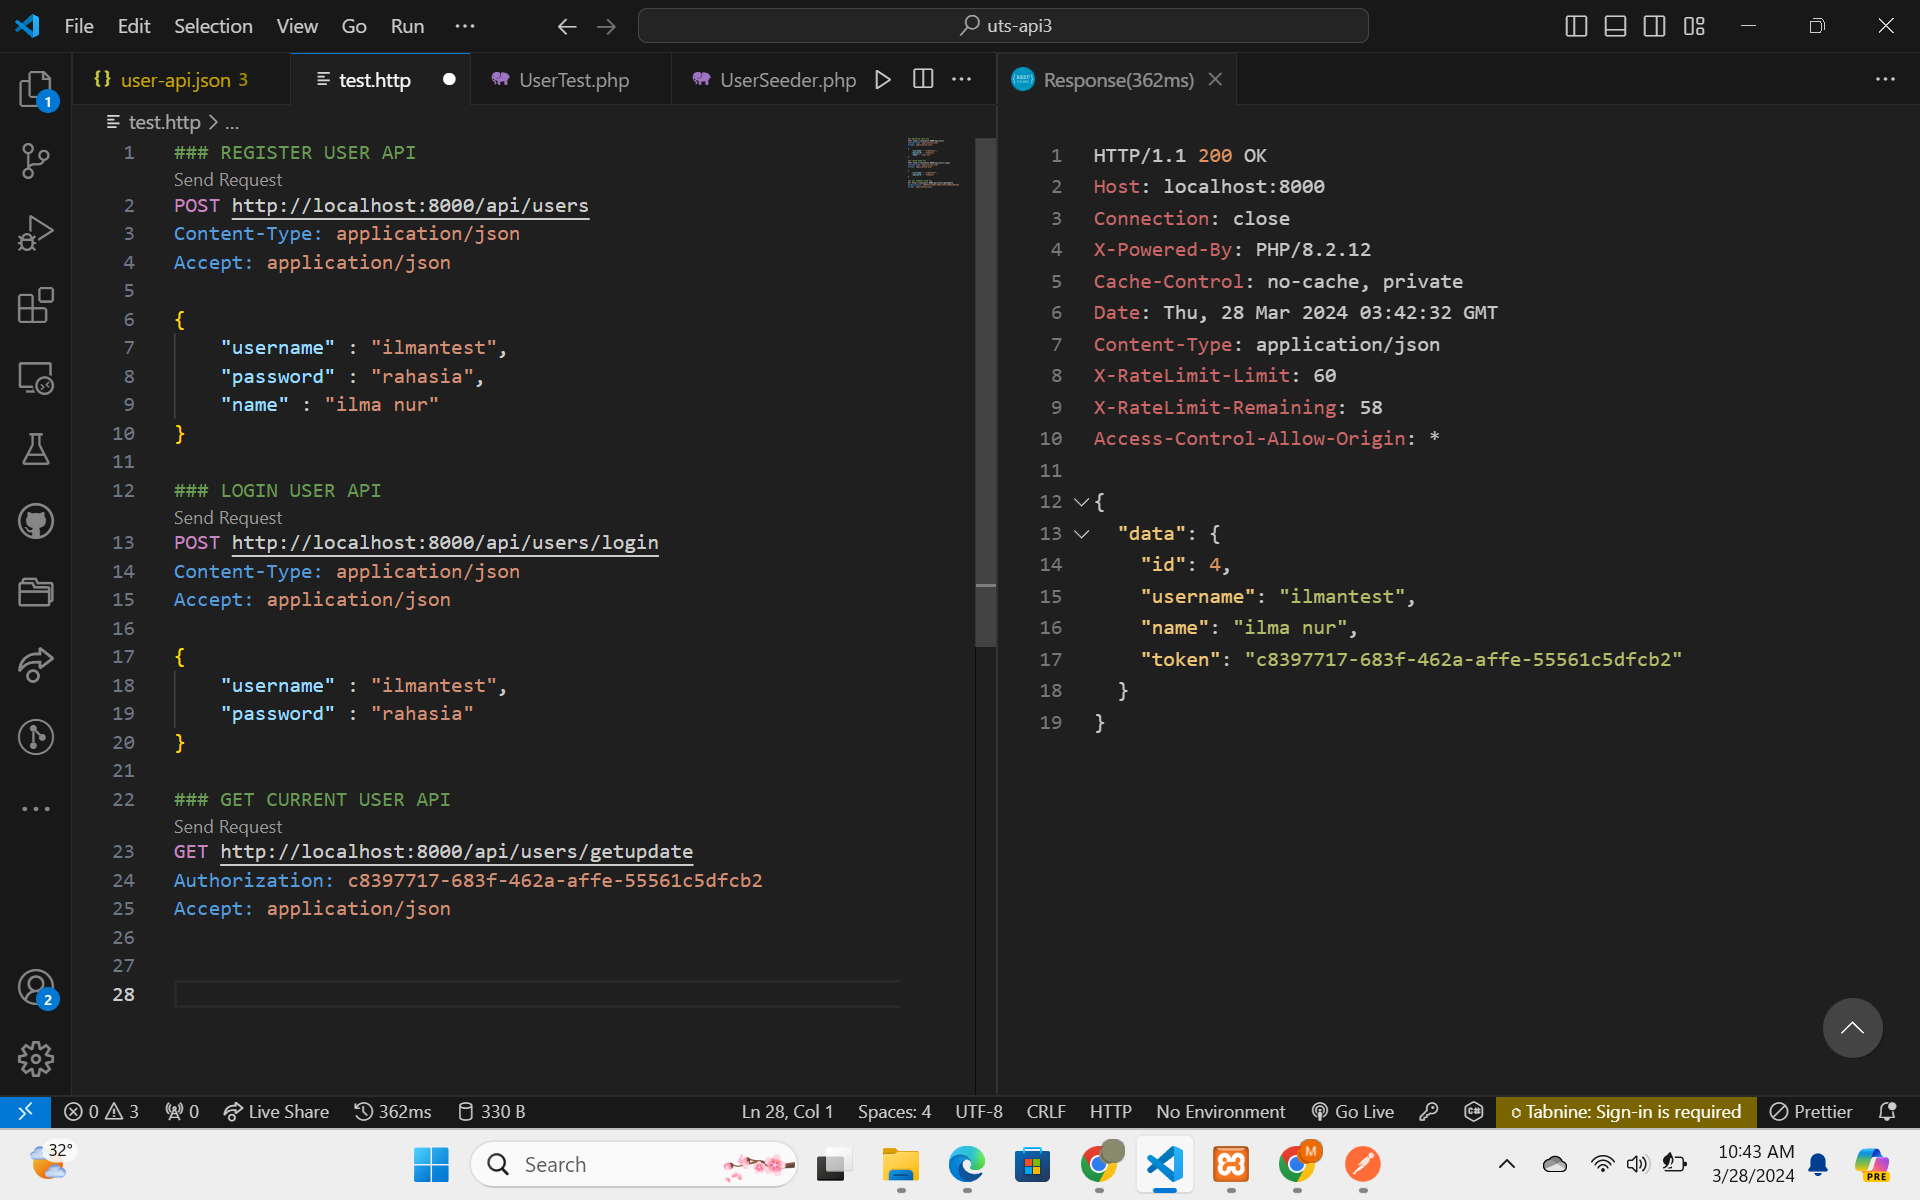 File Edit Selection View Go Run ···
uts-api3
{} user-api.json 3
test.http
UserTest.php
UserSeeder.php
Response(362ms)
test.http > ...
1 ### REGISTER USER API
Send Request
2 POST http://localhost:8000/api/users
3 Content-Type: application/json
4 Accept: application/json
5
6 {
7 "username" : "ilmantest",
8 "password" : "rahasia",
9 "name" : "ilma nur"
10 }
11
12 ### LOGIN USER API
Send Request
13 POST http://localhost:8000/api/users/login
14 Content-Type: application/json
15 Accept: application/json
16
17 {
18 "username" : "ilmantest",
19 "password" : "rahasia"
20 }
21
22 ### GET CURRENT USER API
Send Request
23 GET http://localhost:8000/api/users/getupdate
24 Authorization: c8397717-683f-462a-affe-55561c5dfcb2
25 Accept: application/json
26
27
28
1 HTTP/1.1 200 OK
2 Host: localhost:8000
3 Connection: close
4 X-Powered-By: PHP/8.2.12
5 Cache-Control: no-cache, private
6 Date: Thu, 28 Mar 2024 03:42:32 GMT
7 Content-Type: application/json
8 X-RateLimit-Limit: 60
9 X-RateLimit-Remaining: 58
10 Access-Control-Allow-Origin: *
11
12 {
13 "data": {
14 "id": 4,
15 "username": "ilmantest",
16 "name": "ilma nur",
17 "token": "c8397717-683f-462a-affe-55561c5dfcb2"
18 }
19 }
1
2
0 3 0 Live Share 362ms 330 B Ln 28, Col 1 Spaces: 4 UTF-8 CRLF HTTP No Environment Go Live Tabnine: Sign-in is required Prettier
32°
Search
M
10:43 AM
3/28/2024
PRE